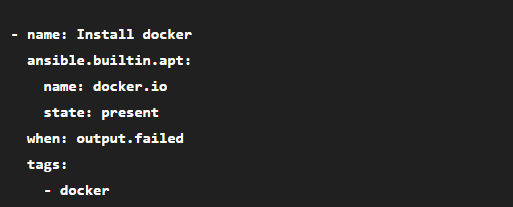 - name: Install docker
  ansible.builtin.apt:
    name: docker.io
    state: present
  when: output.failed
  tags:
    - docker